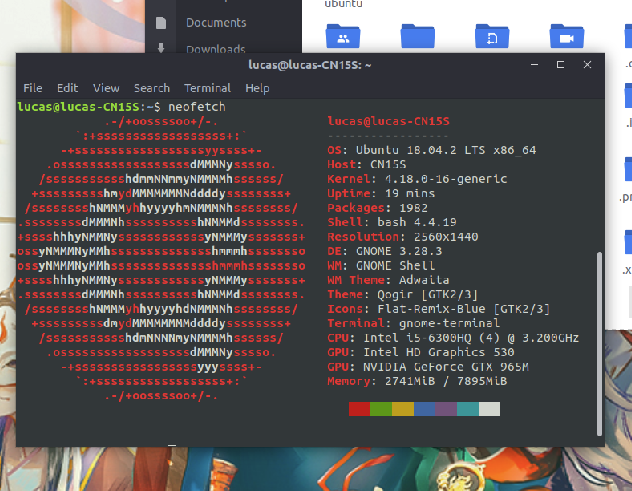 ubuntu
Documents
Downloads
lucas@lucas-CN15S: ~
File Edit View Search Terminal Help
lucas@lucas-CN15S:~$ neofetch
.-/+oossssoo+/-.
`:+ssssssssssssssssss+:`
-+ssssssssssssssssssyyssss+-
.ossssssssssssssssssdMMMNysssso.
/ssssssssssshdmmNNmmyNMMMMhssssss/
+ssssssssshmydMMMMMMMNddddyssssssss+
/sssssssshNMMMyhhyyyyhmNMMMNhssssssss/
.ssssssssdMMMNhsssssssssshNMMMdssssssss.
+sssshhhyNMMNyssssssssssssyNMMMysssssss+
ossyNMMMNyMMhsssssssssssssshmmmhssssssso
ossyNMMMNyMMhsssssssssssssshmmmhssssssso
+sssshhhyNMMNyssssssssssssyNMMMysssssss+
.ssssssssdMMMNhsssssssssshNMMMdssssssss.
/sssssssshNMMMyhhyyyyhdNMMMNhssssssss/
+sssssssssdmydMMMMMMMMddddyssssssss+
/ssssssssssshdmNNNNmyNMMMMhssssss/
.ossssssssssssssssssdMMMNysssso.
-+sssssssssssssssssyyyssss+-
`:+ssssssssssssssssss+:`
.-/+oossssoo+/-.
lucas@lucas-CN15S
-----------------
OS: Ubuntu 18.04.2 LTS x86_64
Host: CN15S
Kernel: 4.18.0-16-generic
Uptime: 19 mins
Packages: 1982
Shell: bash 4.4.19
Resolution: 2560x1440
DE: GNOME 3.28.3
WM: GNOME Shell
WM Theme: Adwaita
Theme: Qogir [GTK2/3]
Icons: Flat-Remix-Blue [GTK2/3]
Terminal: gnome-terminal
CPU: Intel i5-6300HQ (4) @ 3.200GHz
GPU: Intel HD Graphics 530
GPU: NVIDIA GeForce GTX 965M
Memory: 2741MiB / 7895MiB